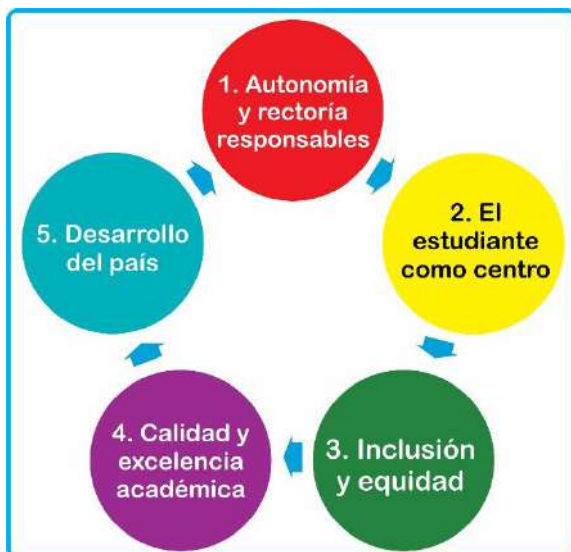 1. Autonomía
y rectoría
responsables
2. El
estudiante
como centro
3. Inclusión
y equidad
4. Calidad y
excelencia
académica
5. Desarrollo
del país